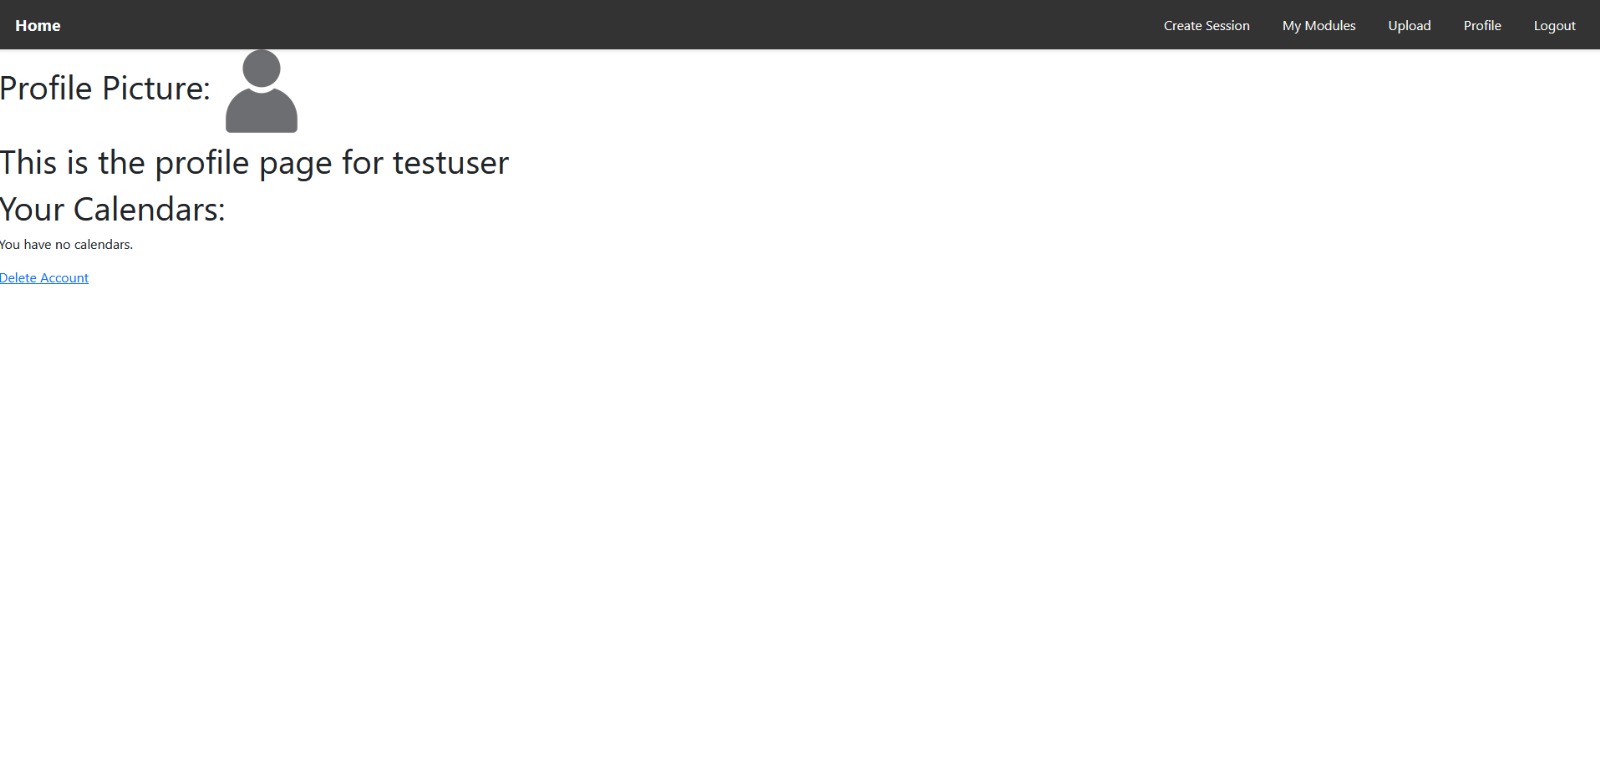 Home Create Session My Modules Upload Profile Logout
Profile Picture:
This is the profile page for testuser
Your Calendars:
You have no calendars.
Delete Account